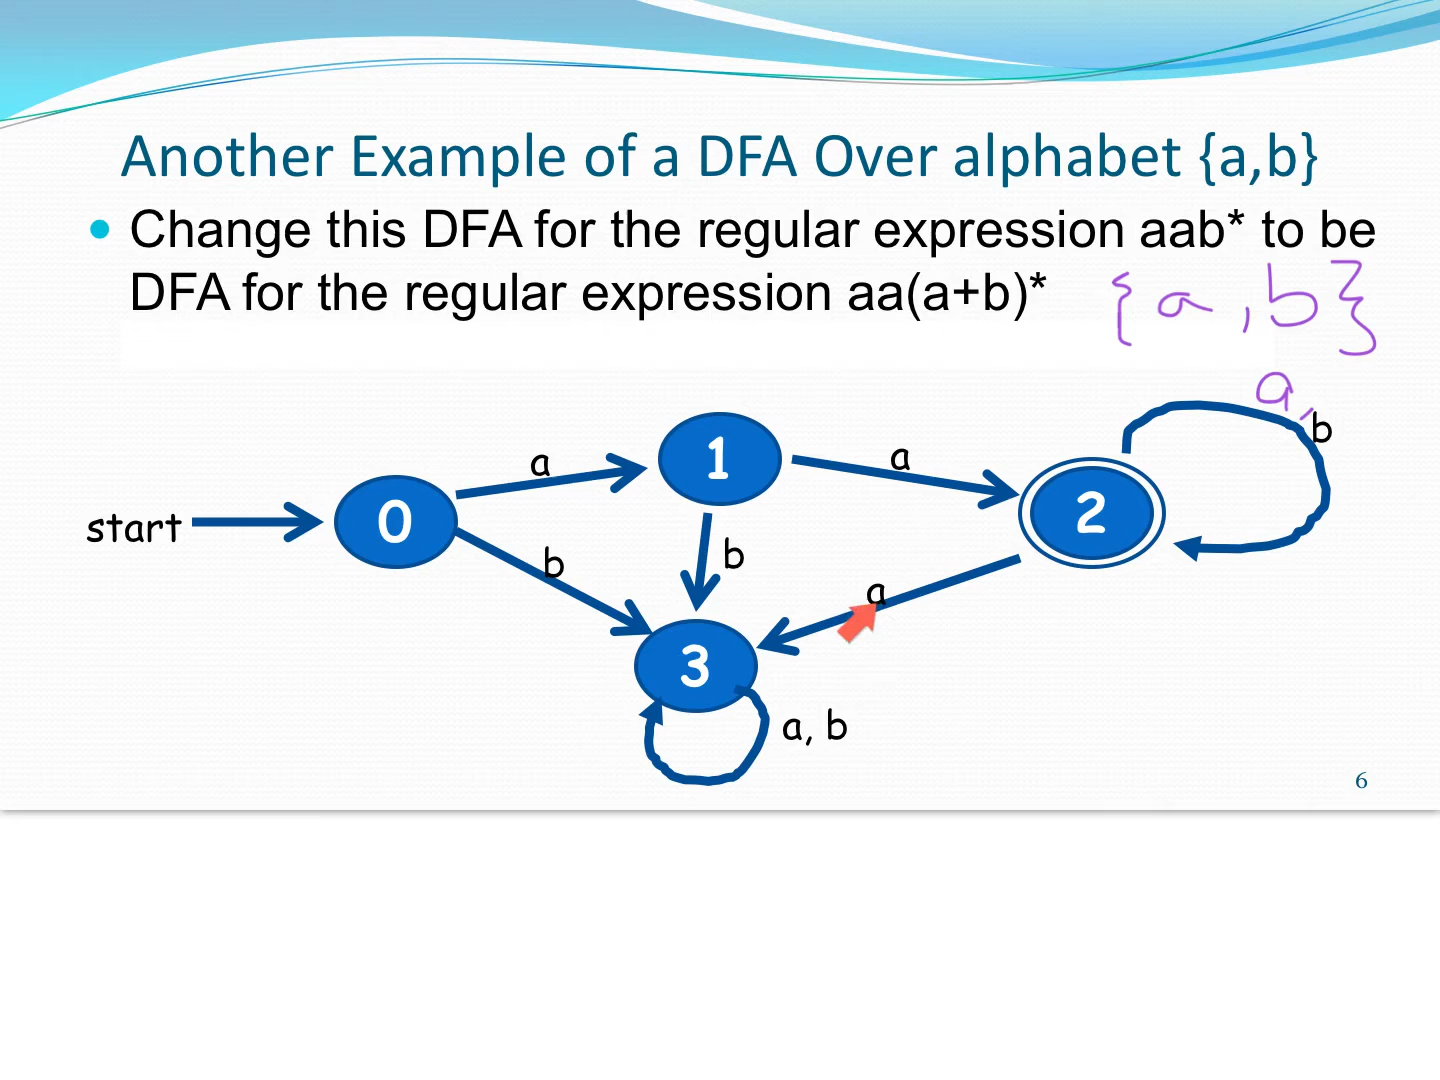 Another Example of a DFA Over alphabet {a,b}
Change this DFA for the regular expression aab* to be
DFA for the regular expression aa(a+b)*
{a,b}
a,
b
1
a
a
2
start
0
b
b
a
3
a, b
6